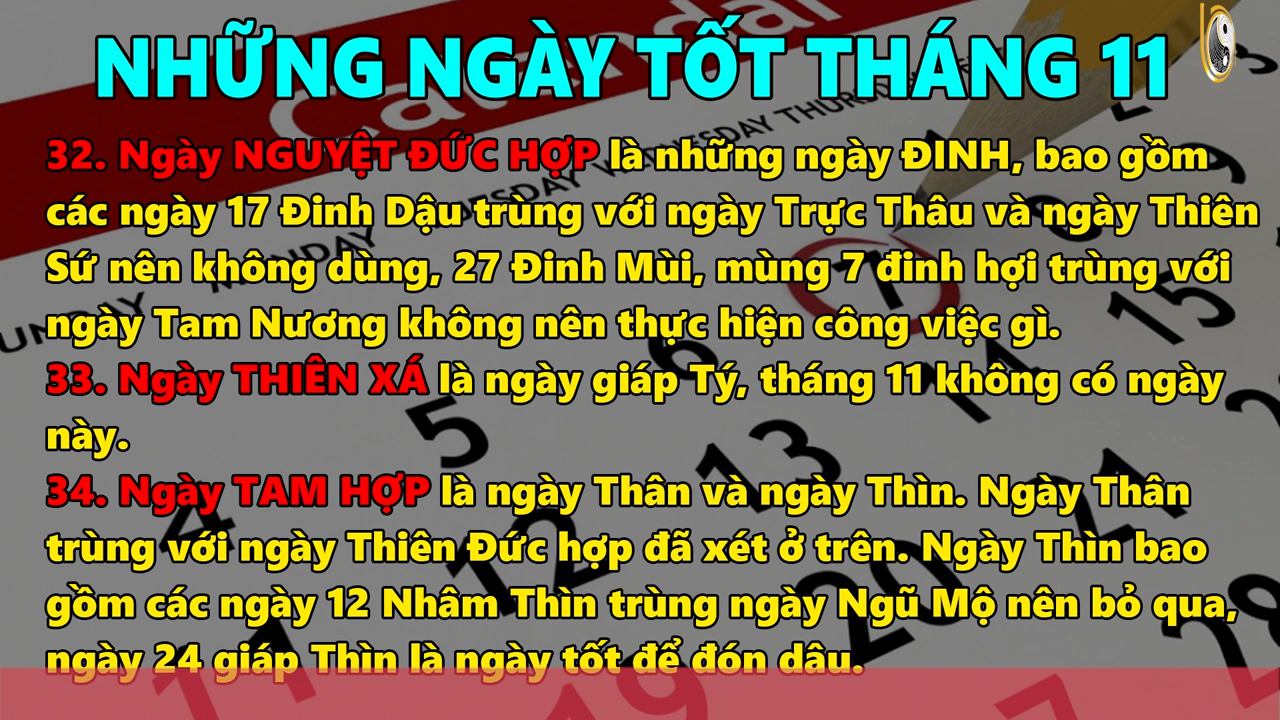 NHỮNG NGÀY TỐT THÁNG 11
32. Ngày NGUYỆT ĐỨC HỢP là những ngày ĐINH, bao gồm
các ngày 17 Đinh Dậu trùng với ngày Trực Thâu và ngày Thiên
Sứ nên không dùng, 27 Đinh Mùi, mùng 7 đinh hợi trùng với
ngày Tam Nương không nên thực hiện công việc gì.
33. Ngày THIÊN XÁ là ngày giáp Tý, tháng 11 không có ngày
này.
34. Ngày TAM HỢP là ngày Thân và ngày Thìn. Ngày Thân
trùng với ngày Thiên Đức hợp đã xét ở trên. Ngày Thìn bao
gồm các ngày 12 Nhâm Thìn trùng ngày Ngũ Mộ nên bỏ qua,
ngày 24 giáp Thìn là ngày tốt để đón dâu.